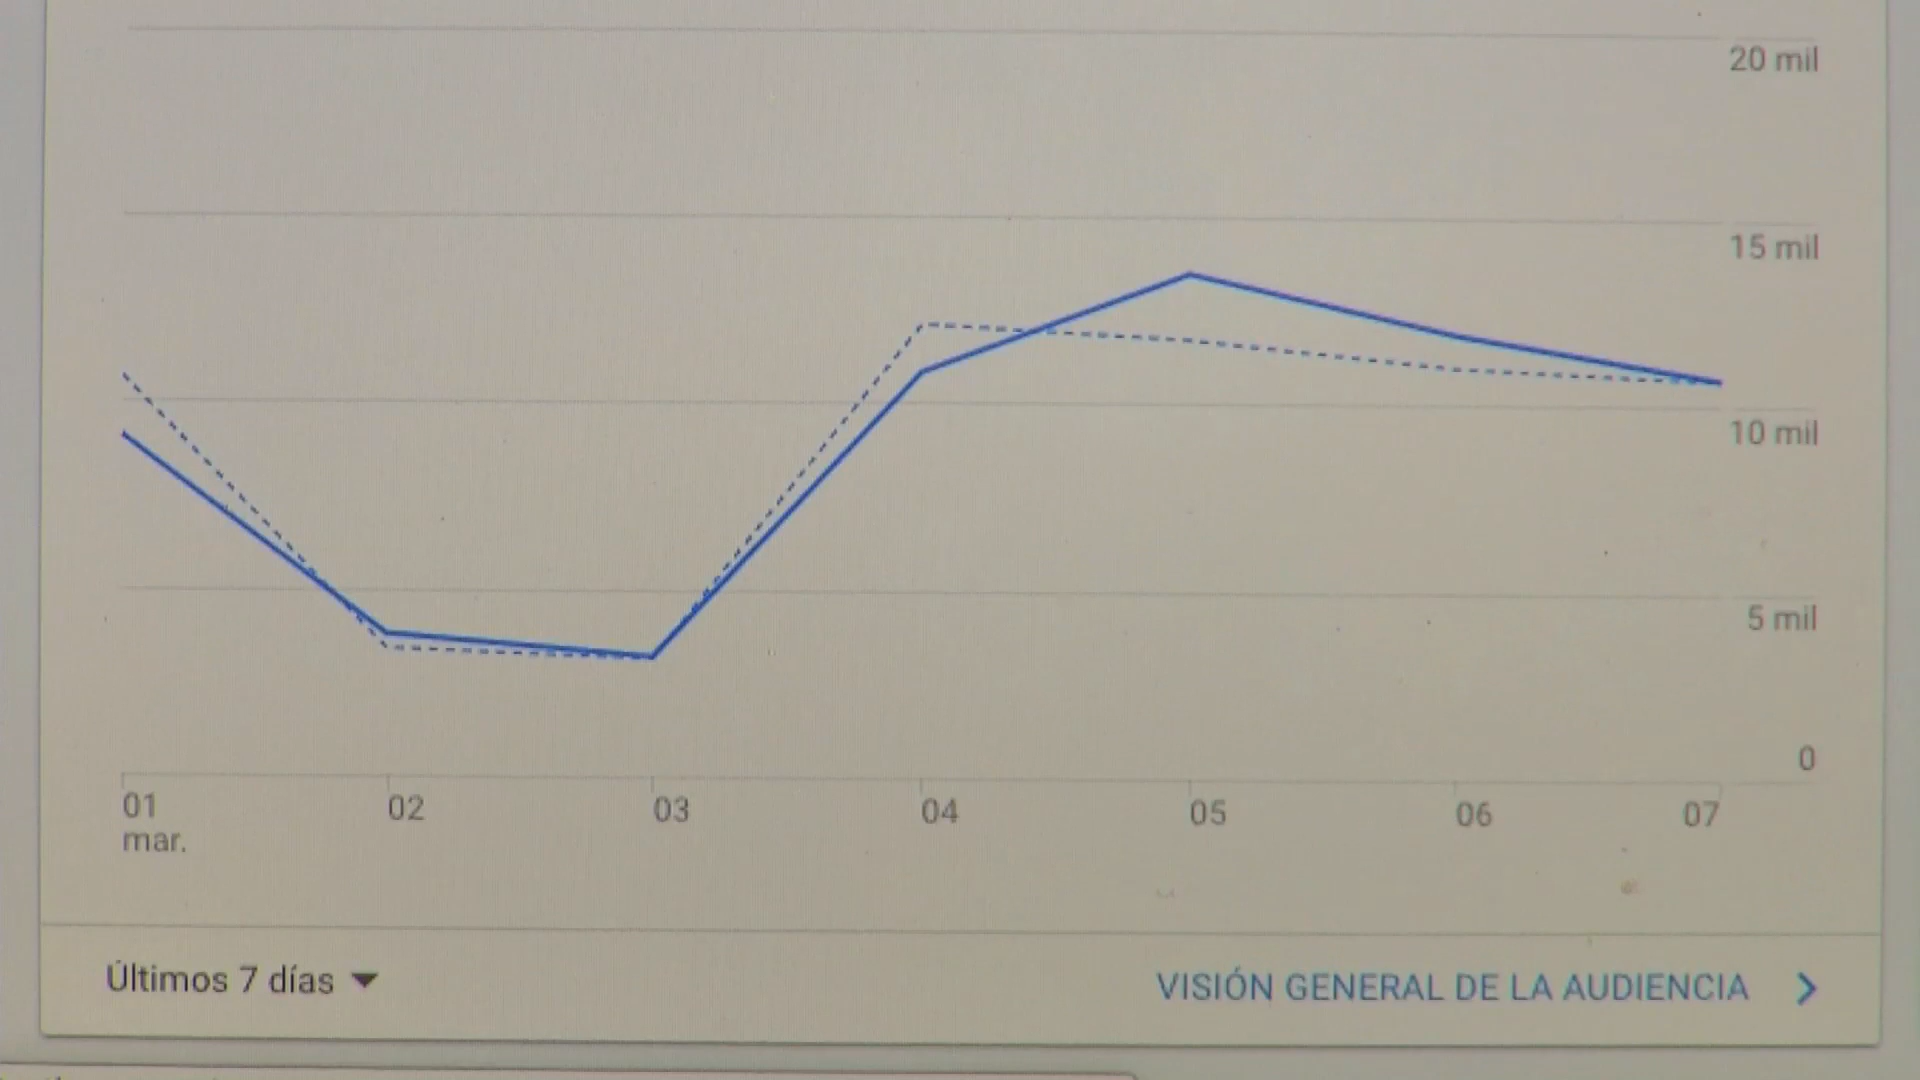 20 mil
15 mil
10 mil
5 mil
0
01 02 03 04 05 06 07
mar.
Últimos 7 días
VISIÓN GENERAL DE LA AUDIENCIA